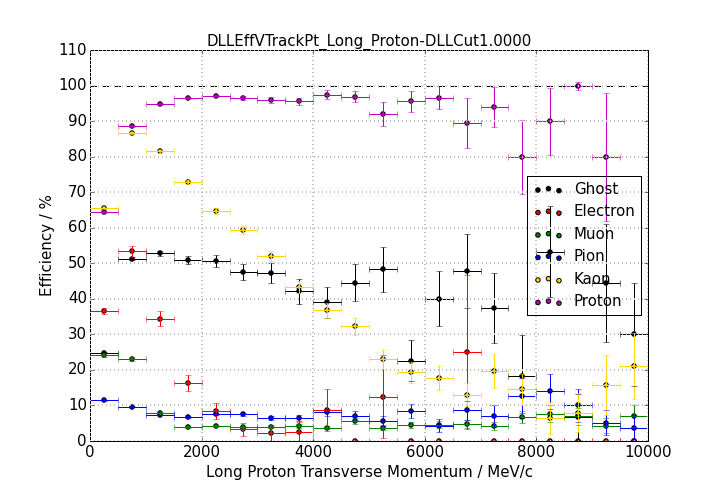 DLLEffVTrackPt_Long_Proton-DLLCut1.0000
110
100
90
80
70
60
50
40
30
20
10
0
Efficiency / %
Ghost
Electron
Muon
Pion
Kaon
Proton
0 2000 4000 6000 8000 10000
Long Proton Transverse Momentum / MeV/c